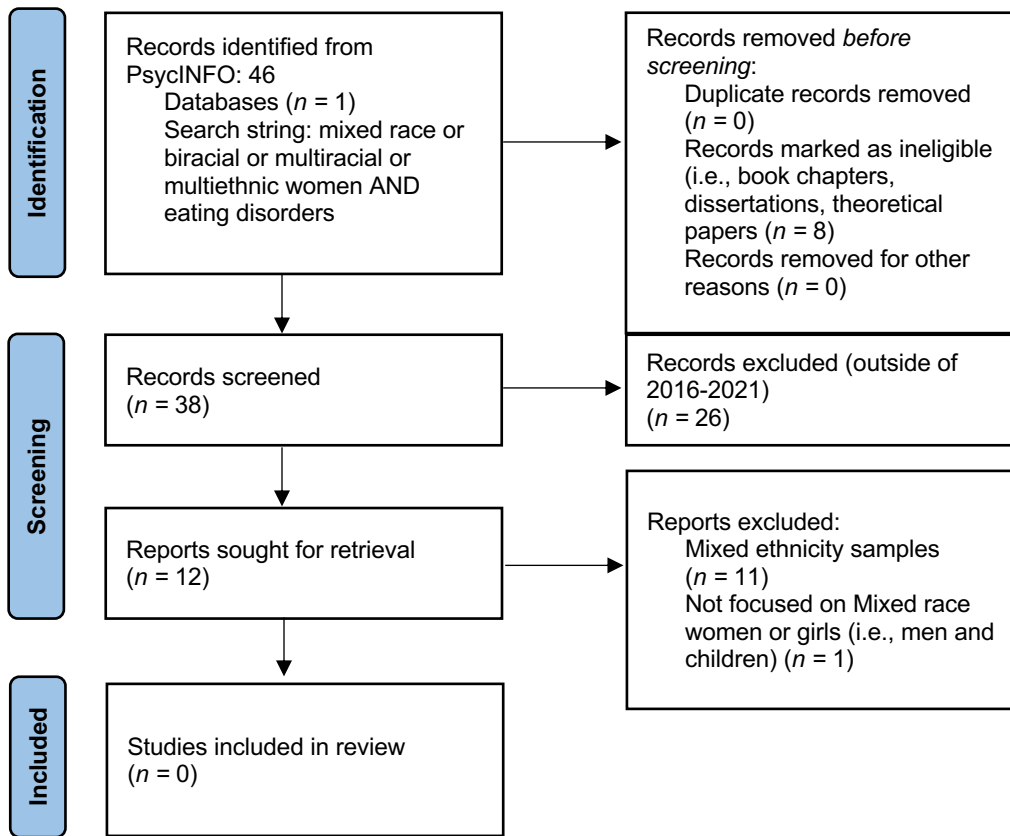 Identification
Records identified from
PsycINFO: 46
Databases (n = 1)
Search string: mixed race or
biracial or multiracial or
multiethnic women AND
eating disorders
Records removed before
screening:
Duplicate records removed
(n = 0)
Records marked as ineligible
(i.e., book chapters,
dissertations, theoretical
papers (n = 8)
Records removed for other
reasons (n = 0)
Screening
Records screened
(n = 38)
Records excluded (outside of
2016-2021)
(n = 26)
Reports sought for retrieval
(n = 12)
Reports excluded:
Mixed ethnicity samples
(n = 11)
Not focused on Mixed race
women or girls (i.e., men and
children) (n = 1)
Included
Studies included in review
(n = 0)